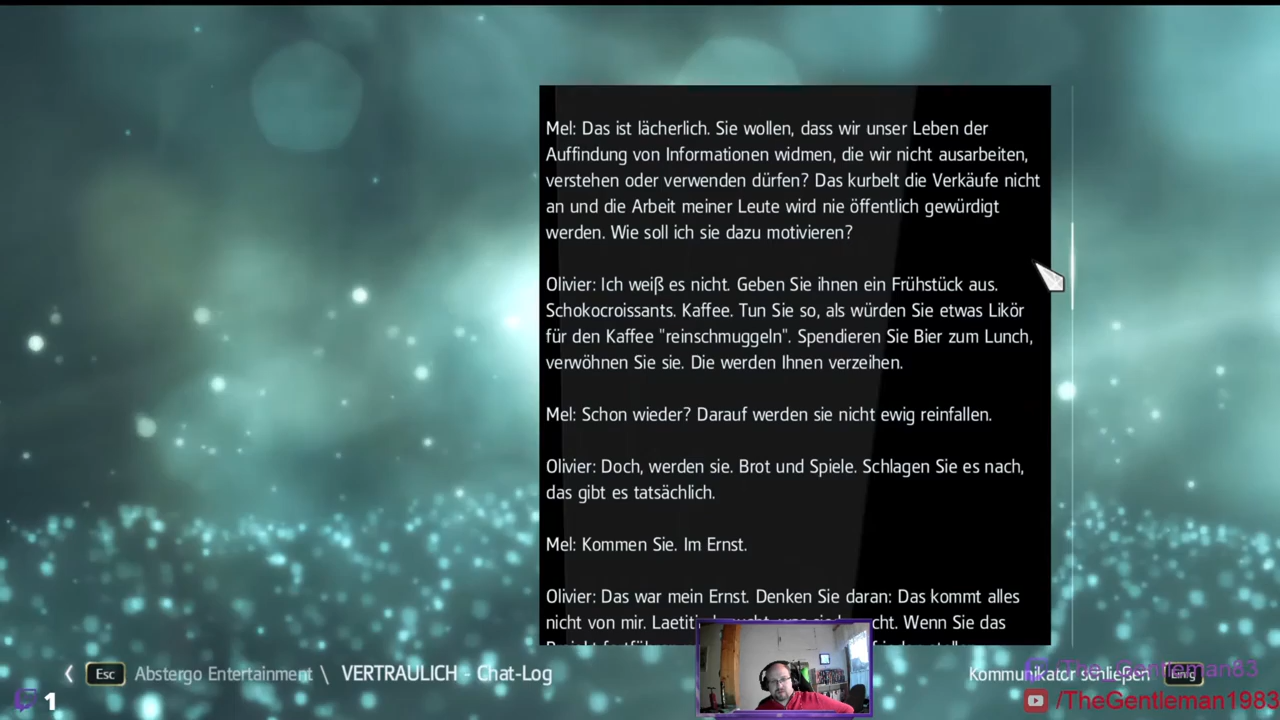 Mel: Das ist lächerlich. Sie wollen, dass wir unser Leben der
Auffindung von Informationen widmen, die wir nicht ausarbeiten,
verstehen oder verwenden dürfen? Das kurbelt die Verkäufe nicht
an und die Arbeit meiner Leute wird nie öffentlich gewürdigt
werden. Wie soll ich sie dazu motivieren?
Olivier: Ich weiß es nicht. Geben Sie ihnen ein Frühstück aus.
Schokocroissants. Kaffee. Tun Sie so, als würden Sie etwas Likör
für den Kaffee "reinschmuggeln". Spendieren Sie Bier zum Lunch,
verwöhnen Sie sie. Die werden Ihnen verzeihen.
Mel: Schon wieder? Darauf werden sie nicht ewig reinfallen.
Olivier: Doch, werden sie. Brot und Spiele. Schlagen Sie es nach,
das gibt es tatsächlich.
Mel: Kommen Sie. Im Ernst.
Olivier: Das war mein Ernst. Denken Sie daran: Das kommt alles
nicht von mir. Wenn Sie das
Esc Abstergo Entertainment \ VERTRAULICH - Chat-Log
Kommunikator schließen
/The_Gentleman83
1
/TheGentleman1983